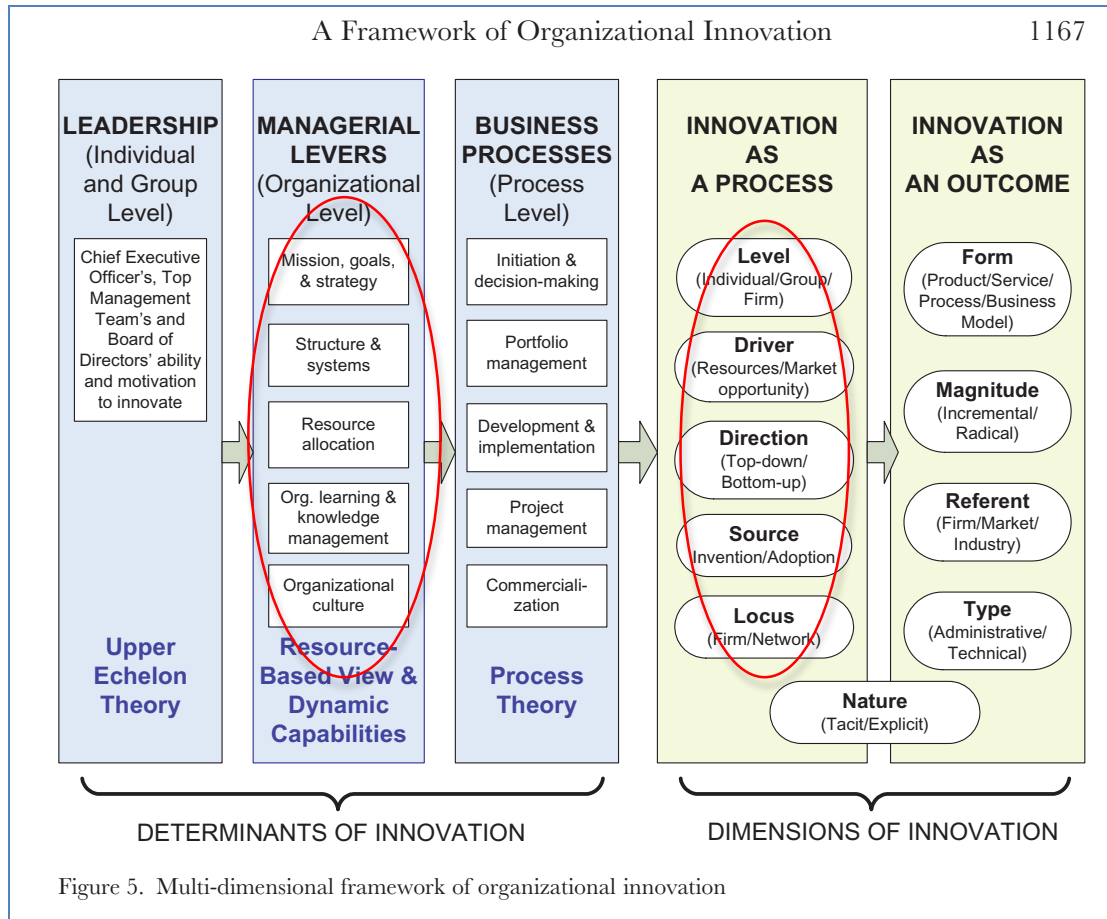 A Framework of Organizational Innovation 1167
LEADERSHIP
(Individual
and Group
Level)
Chief Executive
Officer's, Top
Management
Team's and
Board of
Directors' ability
and motivation
to innovate
Upper
Echelon
Theory
MANAGERIAL
LEVERS
(Organizational
Level)
Mission, goals,
& strategy
Structure &
systems
Resource
allocation
Org. learning &
knowledge
management
Organizational
culture
Resource-
Based View &
Dynamic
Capabilities
BUSINESS
PROCESSES
(Process
Level)
Initiation &
decision-making
Portfolio
management
Development &
implementation
Project
management
Commerciali-
zation
Process
Theory
INNOVATION
AS
A PROCESS
Level
(Individual/Group/
Firm)
Driver
(Resources/Market
opportunity)
Direction
(Top-down/
Bottom-up)
Source
Invention/Adoption
Locus
(Firm/Network)
INNOVATION
AS
AN OUTCOME
Form
(Product/Service/
Process/Business
Model)
Magnitude
(Incremental/
Radical)
Referent
(Firm/Market/
Industry)
Type
(Administrative/
Technical)
Nature
(Tacit/Explicit)
DETERMINANTS OF INNOVATION
DIMENSIONS OF INNOVATION
Figure 5. Multi-dimensional framework of organizational innovation